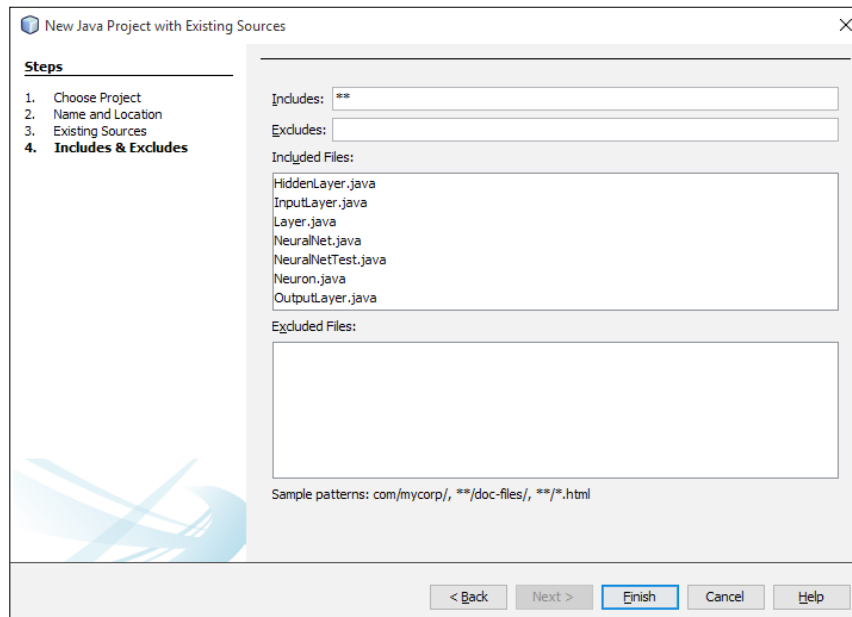 New Java Project with Existing Sources
Steps
1. Choose Project
2. Name and Location
3. Existing Sources
4. Includes & Excludes
Includes: **
Excludes:
Included Files:
HiddenLayer.java
InputLayer.java
Layer.java
NeuralNet.java
NeuralNetTest.java
Neuron.java
OutputLayer.java
Excluded Files:
Sample patterns: com/mycorp/, **/doc-files/, **/*.html
< Back Next > Finish Cancel Help